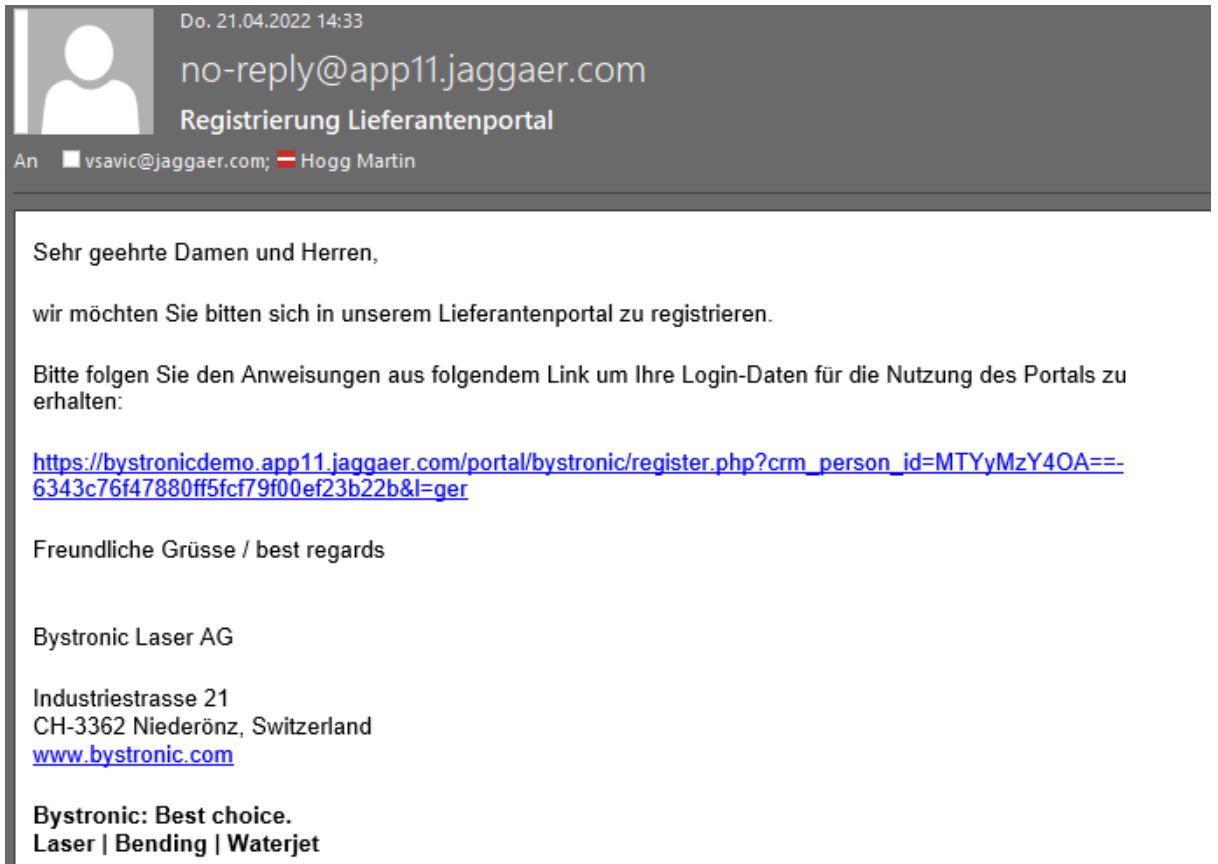 Do. 21.04.2022 14:33
no-reply@app11.jaggaer.com
Registrierung Lieferantenportal
An vsavic@jaggaer.com; Hogg Martin
Sehr geehrte Damen und Herren,
wir möchten Sie bitten sich in unserem Lieferantenportal zu registrieren.
Bitte folgen Sie den Anweisungen aus folgendem Link um Ihre Login-Daten für die Nutzung des Portals zu
erhalten:
https://bystronicdemo.app11.jaggaer.com/portal/bystronic/register.php?crm_person_id=MTYyMzY4OA==-
6343c76f47880ff5fcf79f00ef23b22b&l=ger
Freundliche Grüsse / best regards
Bystronic Laser AG
Industriestrasse 21
CH-3362 Niederönz, Switzerland
www.bystronic.com
Bystronic: Best choice.
Laser | Bending | Waterjet